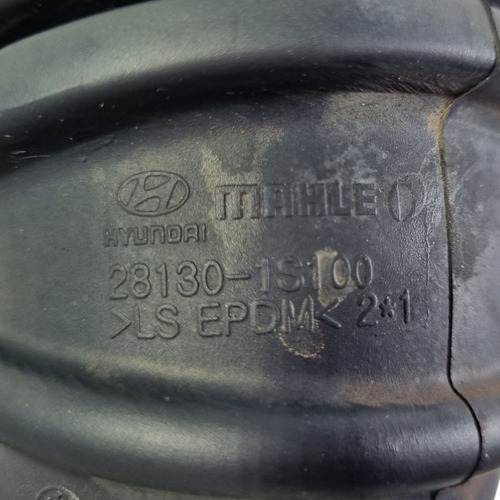 MAHLE
HYUNDAI
28130-1S100
>LS EPDM< 2*1